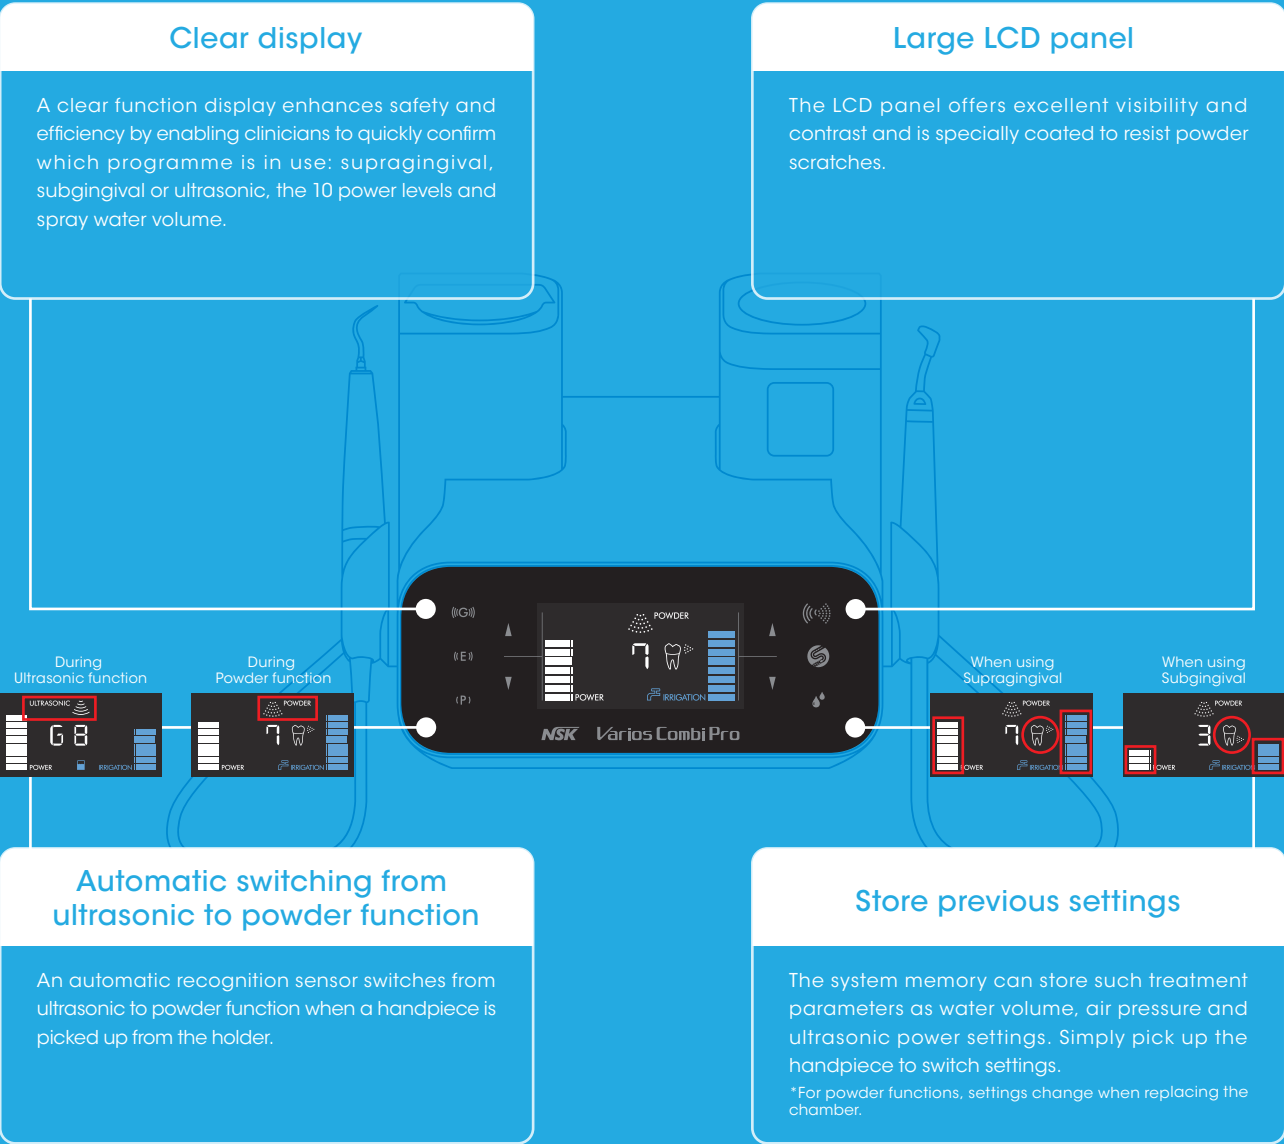 Clear display
A clear function display enhances safety and
efficiency by enabling clinicians to quickly confirm
which programme is in use: supragingival,
subgingival or ultrasonic, the 10 power levels and
spray water volume.
Large LCD panel
The LCD panel offers excellent visibility and
contrast and is specially coated to resist powder
scratches.
G
E
P
POWDER
7
POWER
IRRIGATION
NSK Vários Combi Pro
During
Ultrasonic function
ULTRASONIC
G 8
POWER
IRRIGATION
During
Powder function
POWDER
7
POWER
IRRIGATION
When using
Supragingival
POWDER
7
POWER
IRRIGATION
When using
Subgingival
POWDER
3
POWER
IRRIGATION
Automatic switching from
ultrasonic to powder function
An automatic recognition sensor switches from
ultrasonic to powder function when a handpiece is
picked up from the holder.
Store previous settings
The system memory can store such treatment
parameters as water volume, air pressure and
ultrasonic power settings. Simply pick up the
handpiece to switch settings.
*For powder functions, settings change when replacing the
chamber.